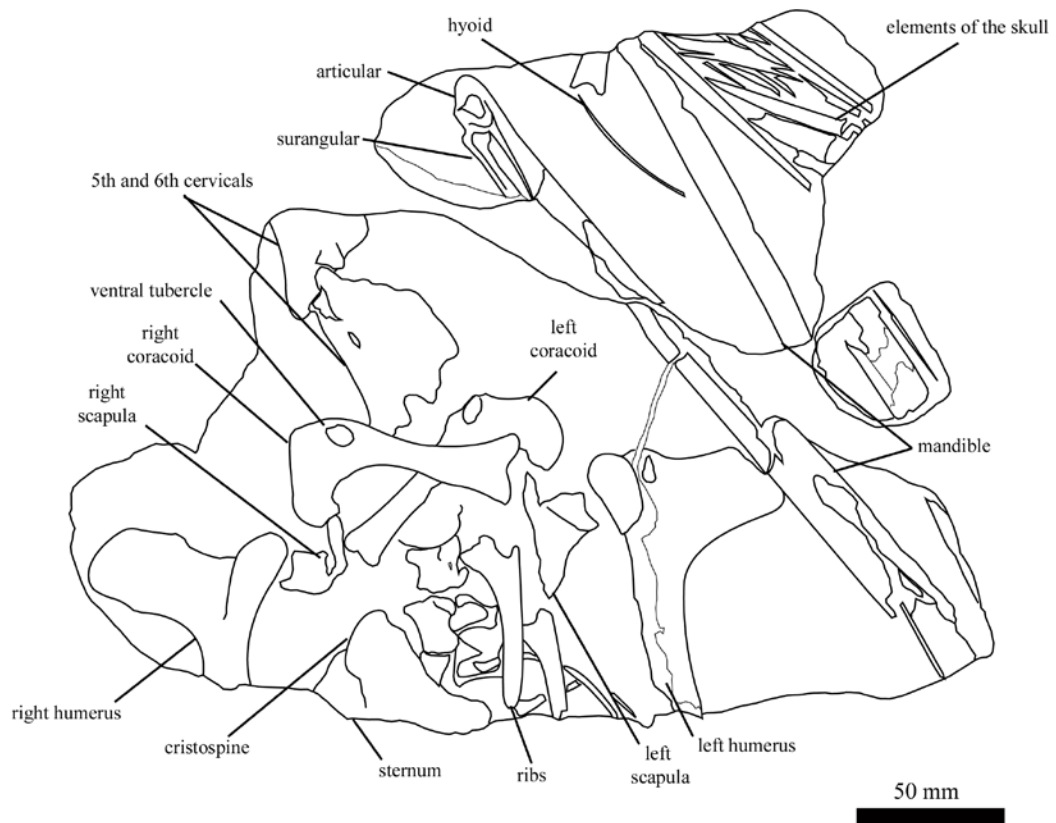 hyoid
elements of the skull
articular
surangular
5th and 6th cervicals
ventral tubercle
right
coracoid
left
coracoid
right
scapula
mandible
right humerus
cristospine
sternum
ribs
left
scapula
left humerus
50 mm